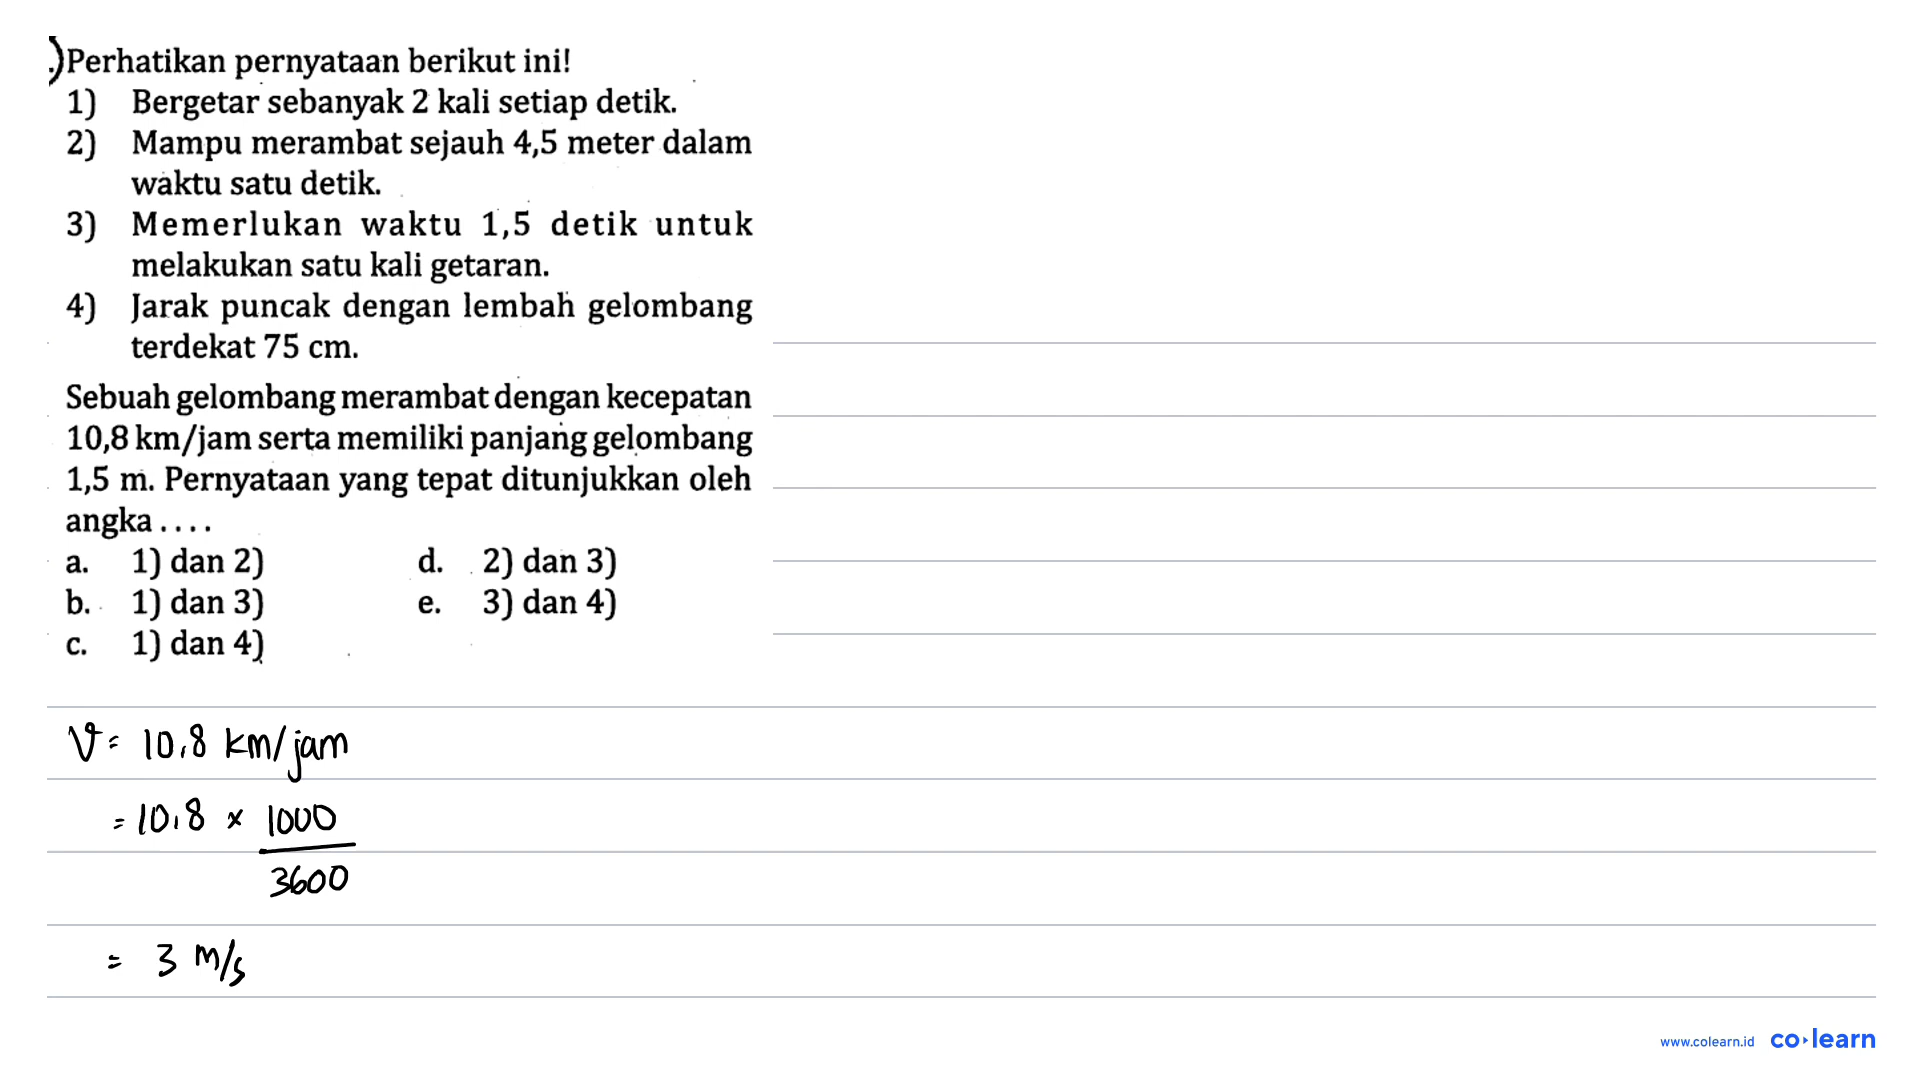 .)Perhatikan pernyataan berikut ini!
1) Bergetar sebanyak 2 kali setiap detik.
2) Mampu merambat sejauh 4,5 meter dalam
waktu satu detik.
3) Memerlukan waktu 1,5 detik untuk
melakukan satu kali getaran.
4) Jarak puncak dengan lembah gelombang
terdekat 75 cm.
Sebuah gelombang merambat dengan kecepatan
10,8 km/jam serta memiliki panjang gelombang
1,5 m. Pernyataan yang tepat ditunjukkan oleh
angka . . . .
a. 1) dan 2) d. 2) dan 3)
b. 1) dan 3) e. 3) dan 4)
c. 1) dan 4)
V = 10,8 km/jam
= 10,8 × 1000
3600
= 3 m/s
www.colearn.id co·learn